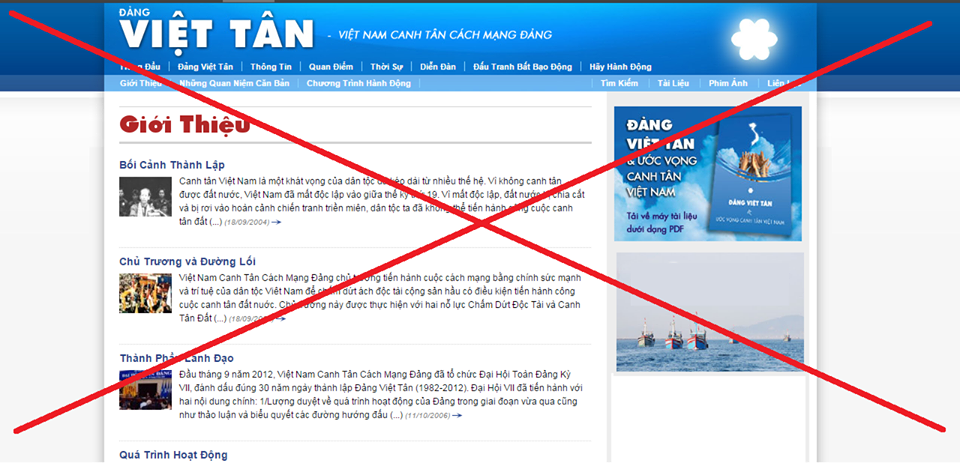 ĐẢNG
VIỆT TÂN - VIỆT NAM CANH TÂN CÁCH MẠNG ĐẢNG
Trang Đầu Đảng Việt Tân Thông Tin Quan Điểm Thời Sự Diễn Đàn Đấu Tranh Bất Bạo Động Hãy Hành Động
Giới Thiệu Những Quan Niệm Căn Bản Chương Trình Hành Động Tìm Kiếm Tài Liệu Phim Ảnh Liên
Giới Thiệu
Bối Cảnh Thành Lập
Canh tân Việt Nam là một khát vọng của dân tộc đã kéo dài từ nhiều thế hệ. Vì không canh tân
được đất nước, Việt Nam đã mất độc lập vào giữa thế kỷ thứ 19. Vì mất độc lập, đất nước bị chia cắt
và bị rơi vào hoàn cảnh chiến tranh triền miên, dân tộc ta đã không thể tiến hành công cuộc canh
tân đất (...) (18/09/2004)
Chủ Trương và Đường Lối
Việt Nam Canh Tân Cách Mạng Đảng chủ trương tiến hành cuộc cách mạng bằng chính sức mạnh
và trí tuệ của dân tộc Việt Nam để chấm dứt ách độc tài cộng sản hầu có điều kiện tiến hành công
cuộc canh tân đất nước. Chủ trương này được thực hiện với hai nỗ lực Chấm Dứt Độc Tài và Canh
Tân Đất (...) (18/09/
Thành Phần Lãnh Đạo
Đầu tháng 9 năm 2012, Việt Nam Canh Tân Cách Mạng Đảng đã tổ chức Đại Hội Toàn Đảng Kỳ
VII, đánh dấu đúng 30 năm ngày thành lập Đảng Việt Tân (1982-2012). Đại Hội VII đã tiến hành với
hai nội dung chính: 1/Lượng duyệt về quá trình hoạt động của Đảng trong giai đoạn vừa qua cũng
như thảo luận và biểu quyết các đường hướng đấu (...) (11/10/2006)
Quá Trình Hoạt Động
ĐẢNG
VIỆT TÂN
& ƯỚC VỌNG
CANH TÂN
VIỆT NAM
Tải về máy tài liệu
dưới dạng PDF
ĐẢNG VIỆT TÂN
&
ƯỚC VỌNG CANH TÂN VIỆT NAM